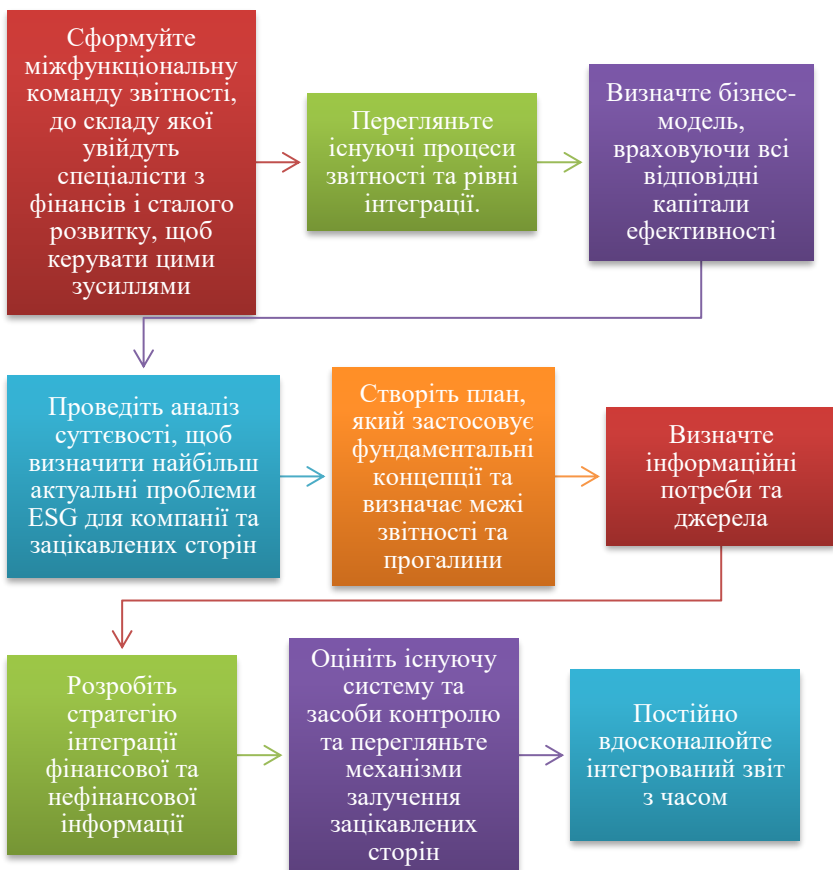 Сформуйте
міжфункціональну
команду звітності,
до складу якої
увійдуть
спеціалісти з
фінансів і сталого
розвитку, щоб
керувати цими
зусиллями
Перегляньте
існуючі процеси
звітності та рівні
інтеграції.
Визначте бізнес-
модель,
враховуючи всі
відповідні
капітали
ефективності
Проведіть аналіз
суттєвості, щоб
визначити найбільш
актуальні проблеми
ESG для компанії та
зацікавлених сторін
Створіть план,
який застосовує
фундаментальні
концепції та
визначає межі
звітності та
прогалини
Визначте
інформаційні
потреби та
джерела
Розробіть
стратегію
інтеграції
фінансової та
нефінансової
інформації
Оцініть існуючу
систему та
засоби контролю
та перегляньте
механізми
залучення
зацікавлених
сторін
Постійно
вдосконалюйте
інтегрований звіт
з часом